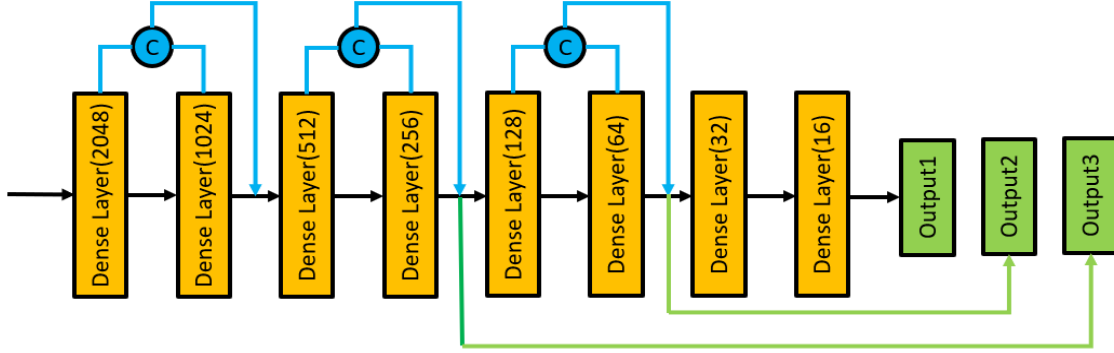 C
C
C
Dense Layer(2048)
Dense Layer(1024)
Dense Layer(512)
Dense Layer(256)
Dense Layer(128)
Dense Layer(64)
Dense Layer(32)
Dense Layer(16)
Output1
Output2
Output3